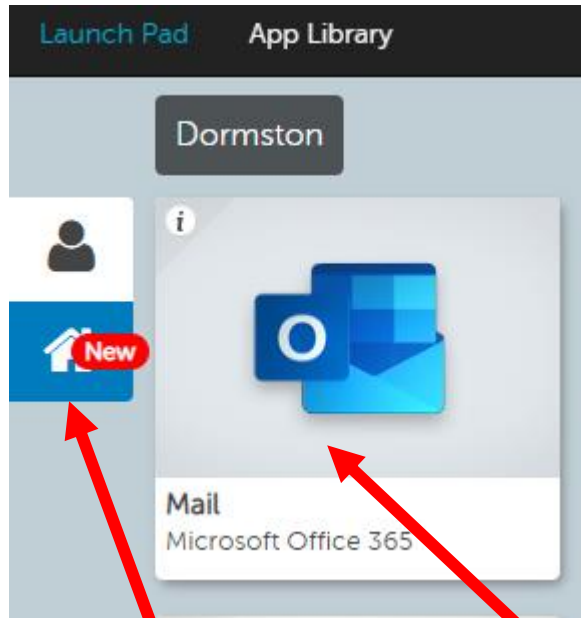 Launch Pad App Library
Dormston
i
New
O
Mail
Microsoft Office 365